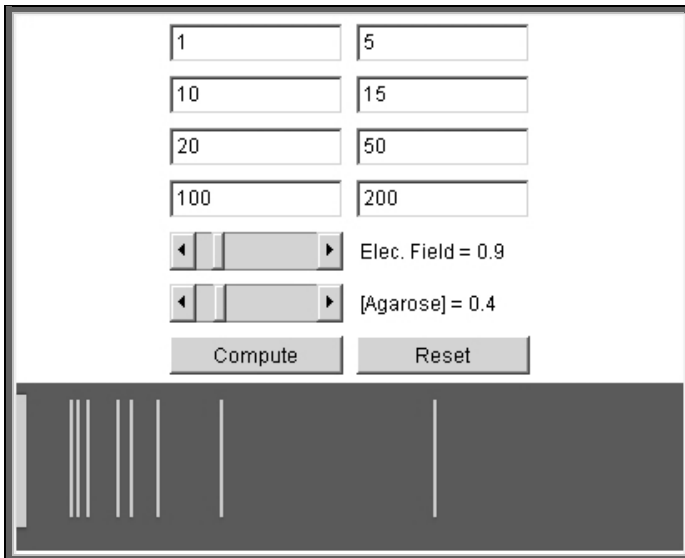 1 5
10 15
20 50
100 200
Elec. Field = 0.9
[Agarose] = 0.4
Compute Reset